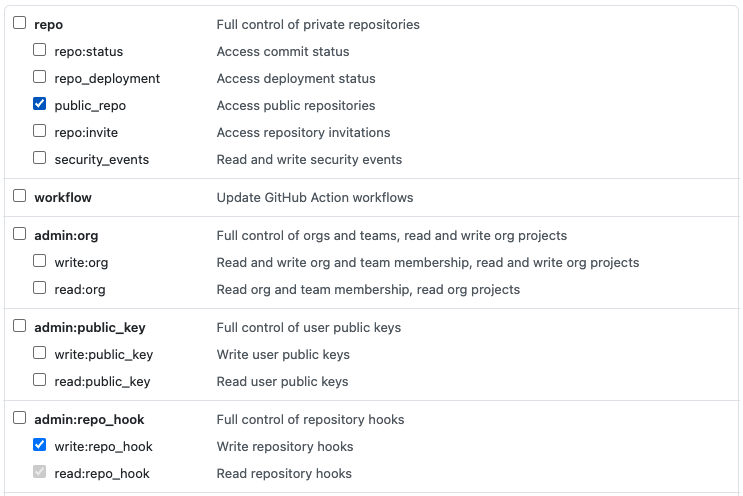 repo Full control of private repositories
repo:status Access commit status
repo_deployment Access deployment status
public_repo Access public repositories
repo:invite Access repository invitations
security_events Read and write security events
workflow Update GitHub Action workflows
admin:org Full control of orgs and teams, read and write org projects
write:org Read and write org and team membership, read and write org projects
read:org Read org and team membership, read org projects
admin:public_key Full control of user public keys
write:public_key Write user public keys
read:public_key Read user public keys
admin:repo_hook Full control of repository hooks
write:repo_hook Write repository hooks
read:repo_hook Read repository hooks